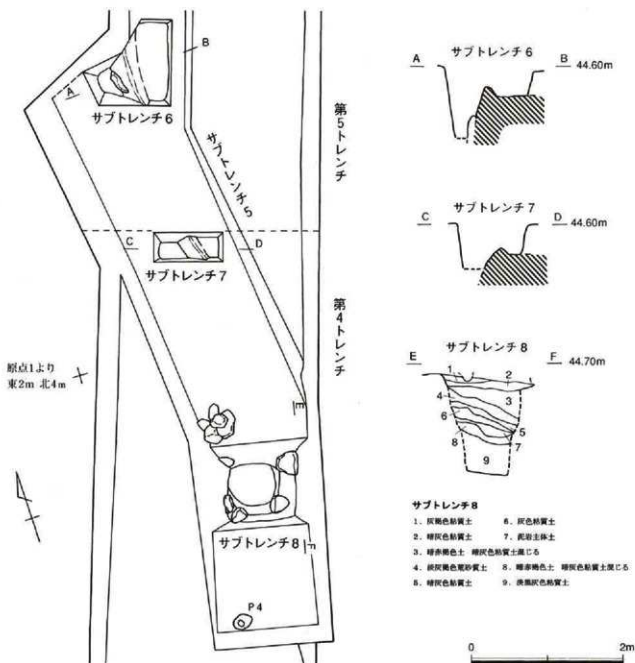 B
A
サブトレンチ6
サブトレンチ5
第5トレンチ
C
D
サブトレンチ7
第4トレンチ
原点1より
東2m 北4m
E
サブトレンチ8
F
P4
サブトレンチ6
A
B 44.60m
サブトレンチ7
C
D 44.60m
サブトレンチ8
E
F 44.70m
1
2
3
4
5
6
7
8
9
サブトレンチ8
1. 灰褐色粘質土
2. 暗灰色粘質土
3. 暗赤褐色土 暗灰色粘質土混じる
4. 淡灰褐色荒砂質土
5. 暗灰色粘質土
6. 灰色粘質土
7. 泥岩主体土
8. 暗赤褐色土 暗灰色粘質土混じる
9. 淡褐灰色粘質土
0
2m